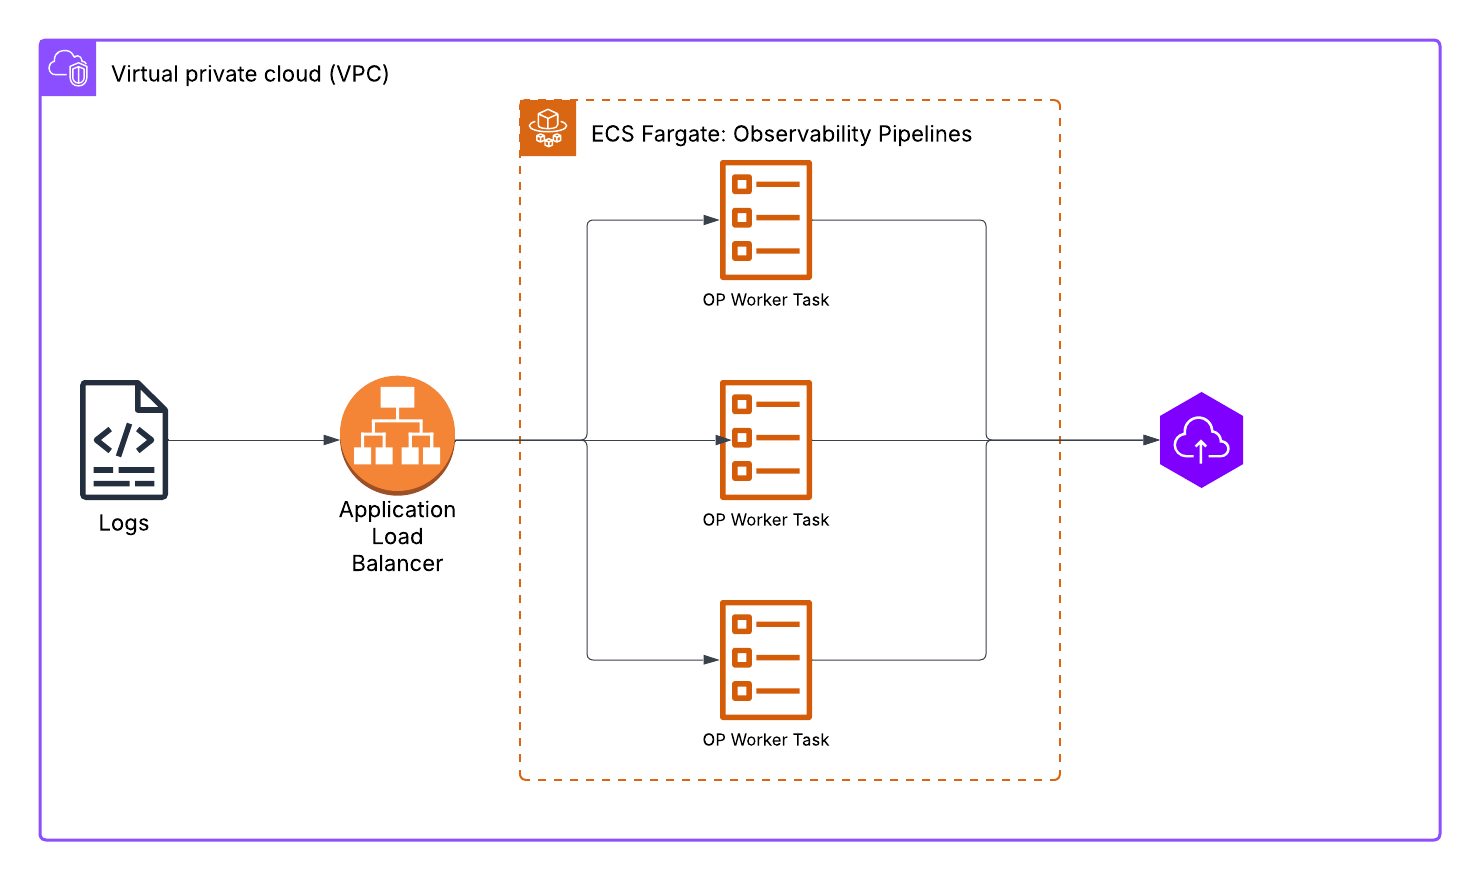 Virtual private cloud (VPC)
ECS Fargate: Observability Pipelines
OP Worker Task
Logs
Application
Load
Balancer
OP Worker Task
OP Worker Task